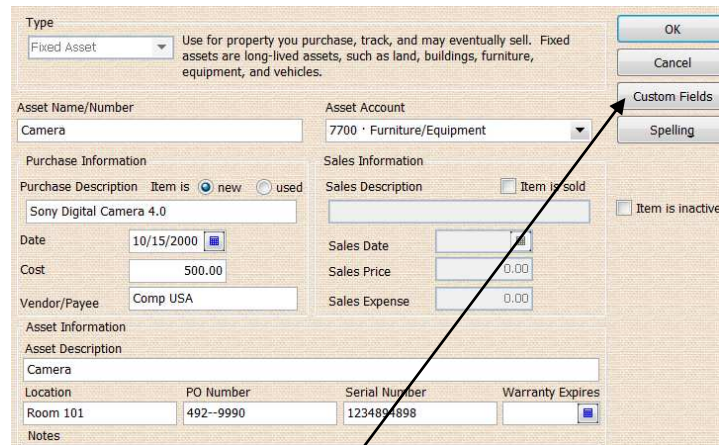 Type
Fixed Asset
Use for property you purchase, track, and may eventually sell. Fixed
assets are long-lived assets, such as land, buildings, furniture,
equipment, and vehicles.
OK
Cancel
Custom Fields
Spelling
Asset Name/Number
Asset Account
Camera
7700 · Furniture/Equipment
Purchase Information
Sales Information
Purchase Description Item is new used
Sales Description Item is sold
Sony Digital Camera 4.0
Item is inactive
Date 10/15/2000
Sales Date
Cost 500.00
Sales Price 0.00
Vendor/Payee Comp USA
Sales Expense 0.00
Asset Information
Asset Description
Camera
Location PO Number Serial Number Warranty Expires
Room 101 492--9990 1234894898
Notes